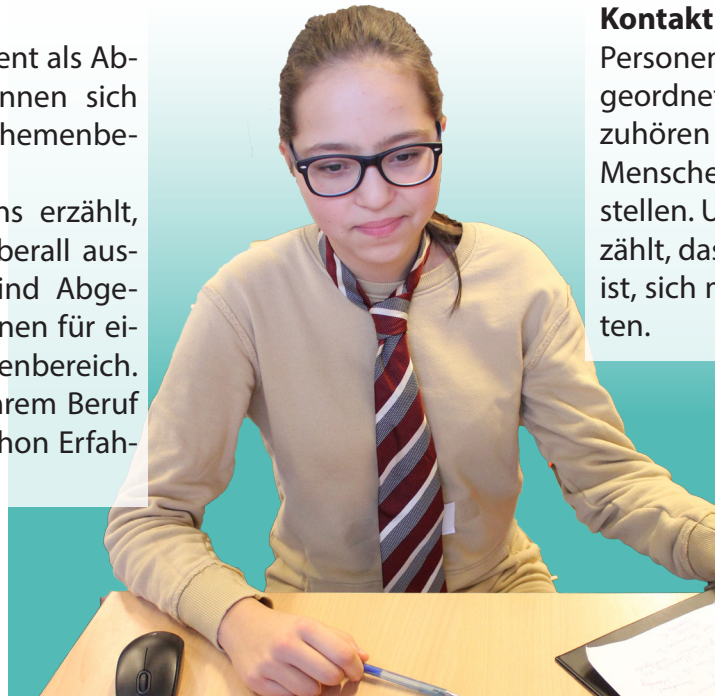 ent als Ab-
nnen sich
hemenbe-
ns erzählt,
berall aus-
ind Abge-
nen für ei-
enbereich.
hrem Beruf
hon Erfah-
Kontakt
Personen
geordnet
zuhören
Mensche
stellen. U
zählt, das
ist, sich n
ten.